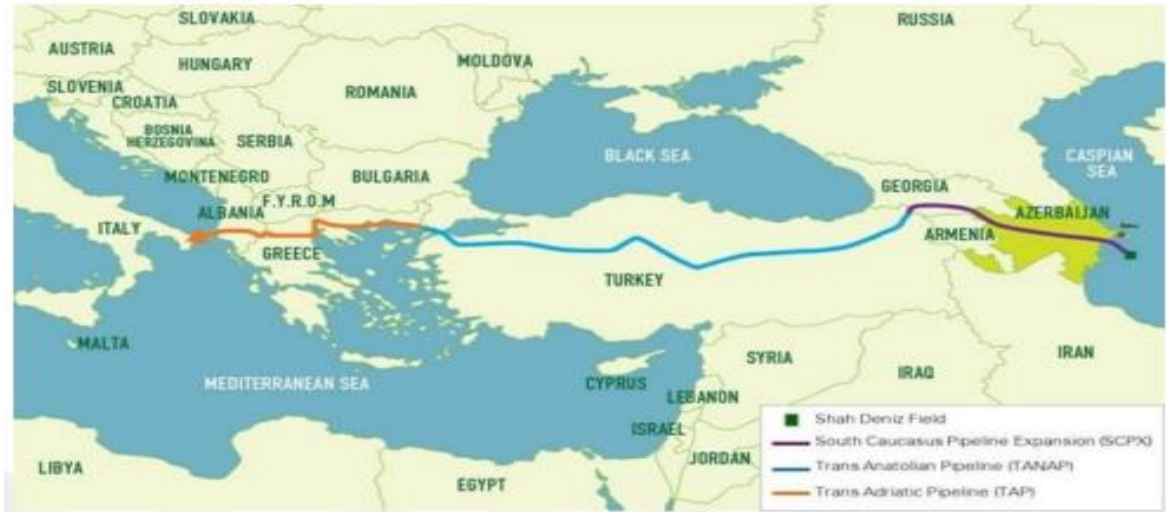 SLOVAKIA
RUSSIA
AUSTRIA
HUNGARY
MOLDOVA
SLOVENIA
CROATIA
ROMANIA
BOSNIA
HERZEGOVINA
SERBIA
BLACK SEA
CASPIAN
SEA
MONTENEGRO
BULGARIA
GEORGIA
F.Y.R.O.M
ALBANIA
AZERBAIJAN
ITALY
ARMENIA
GREECE
TURKEY
MALTA
SYRIA
IRAN
MEDITERRANEAN SEA
CYPRUS
IRAQ
LEBANON
ISRAEL
JORDAN
LIBYA
EGYPT
Shah Deniz Field
South Caucasus Pipeline Expansion (SCPX)
Trans Anatolian Pipeline (TANAP)
Trans Adriatic Pipeline (TAP)